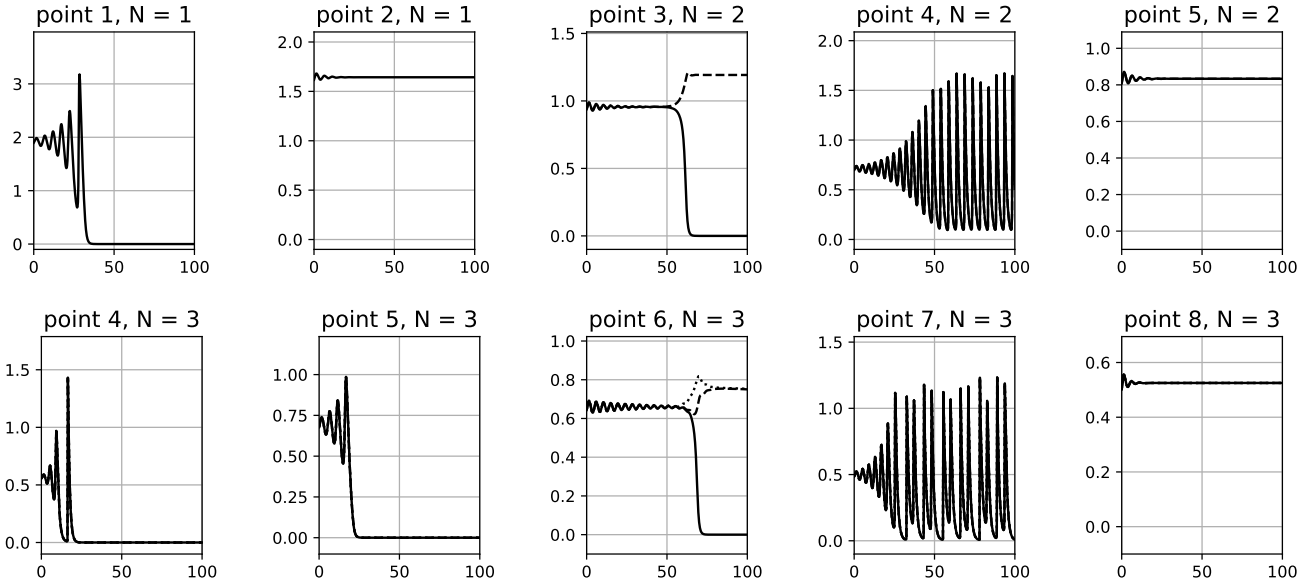 point 1, N = 1
point 2, N = 1
point 3, N = 2
point 4, N = 2
point 5, N = 2
3
2
1
0
0 50 100
2.0
1.5
1.0
0.5
0.0
0 50 100
1.5
1.0
0.5
0.0
0 50 100
2.0
1.5
1.0
0.5
0.0
0 50 100
1.0
0.8
0.6
0.4
0.2
0.0
0 50 100
point 4, N = 3
point 5, N = 3
point 6, N = 3
point 7, N = 3
point 8, N = 3
1.5
1.0
0.5
0.0
0 50 100
1.00
0.75
0.50
0.25
0.00
0 50 100
1.0
0.8
0.6
0.4
0.2
0.0
0 50 100
1.5
1.0
0.5
0.0
0 50 100
0.6
0.4
0.2
0.0
0 50 100